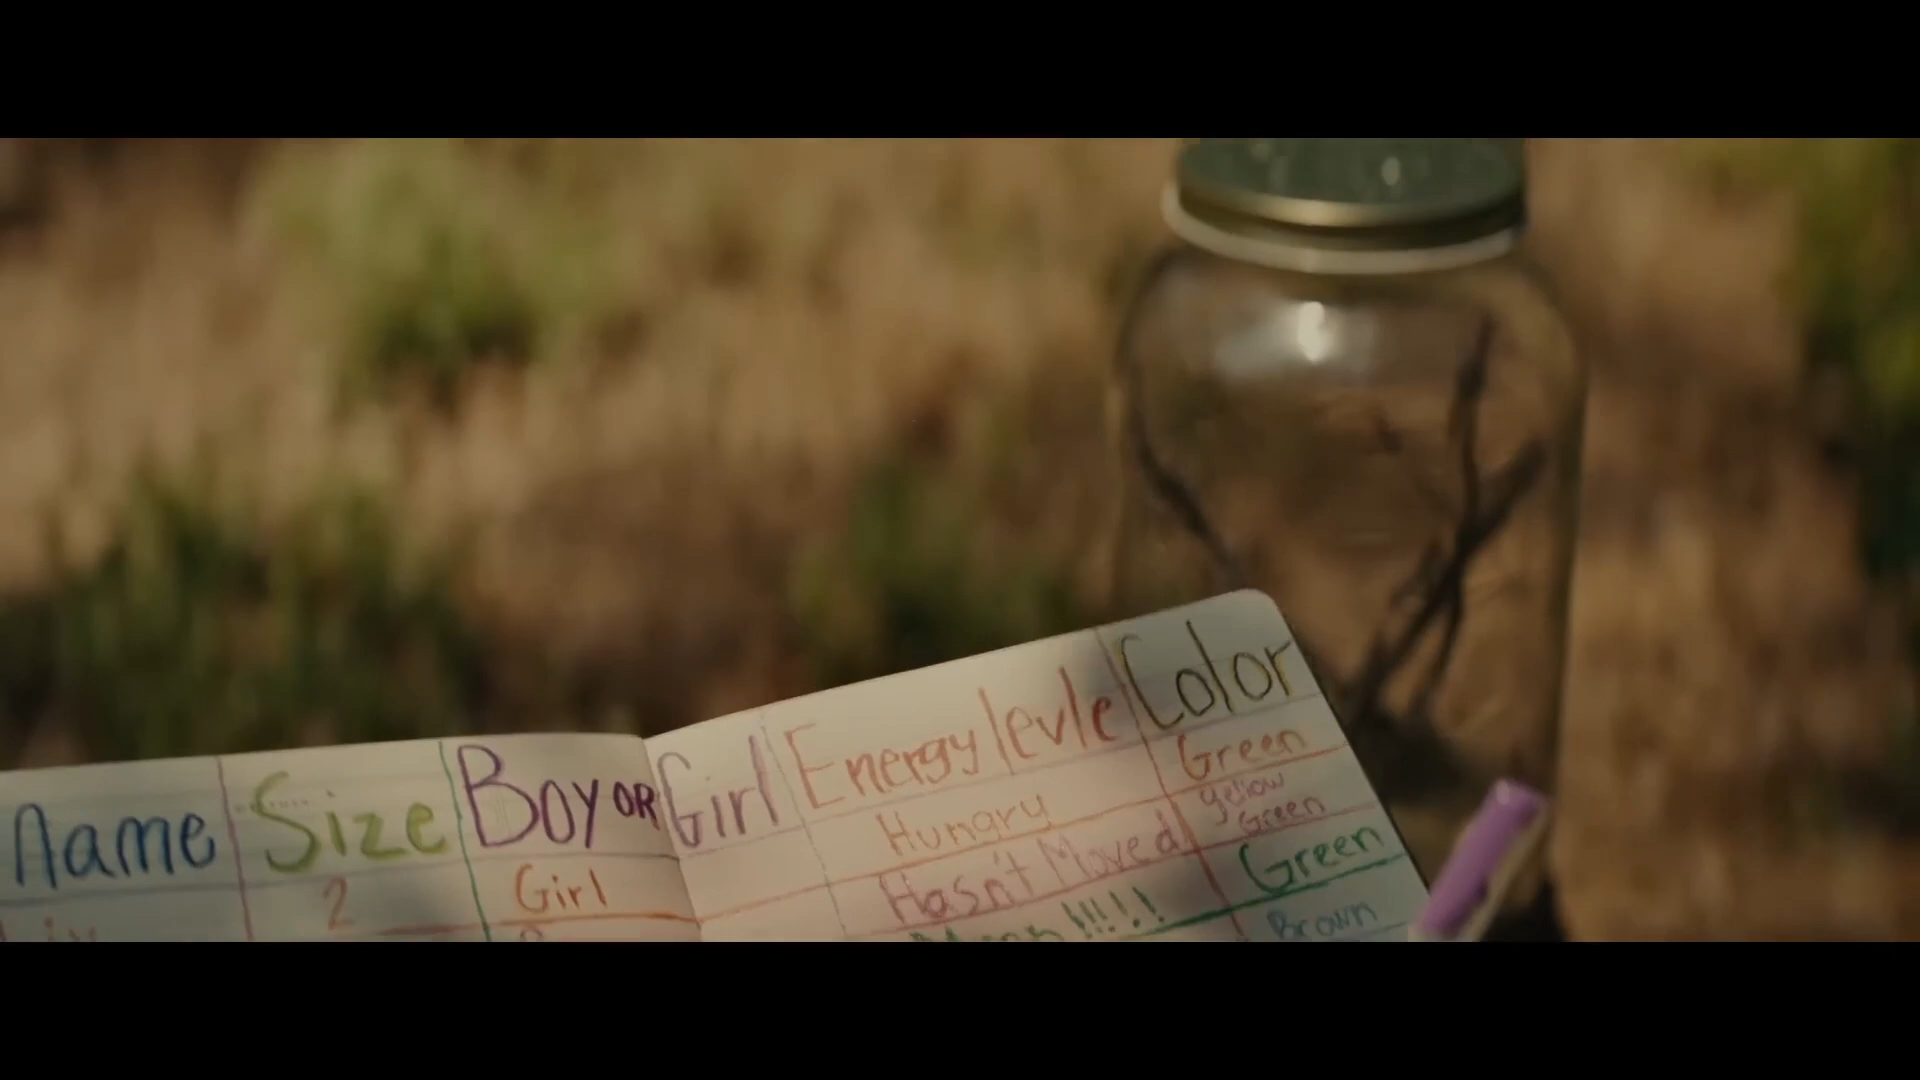 Name Size Boy OR Girl Energy levle Color
2 Girl Hungry Green
Hasn't Moved Yellow
Green
!!!!! Green
Brown